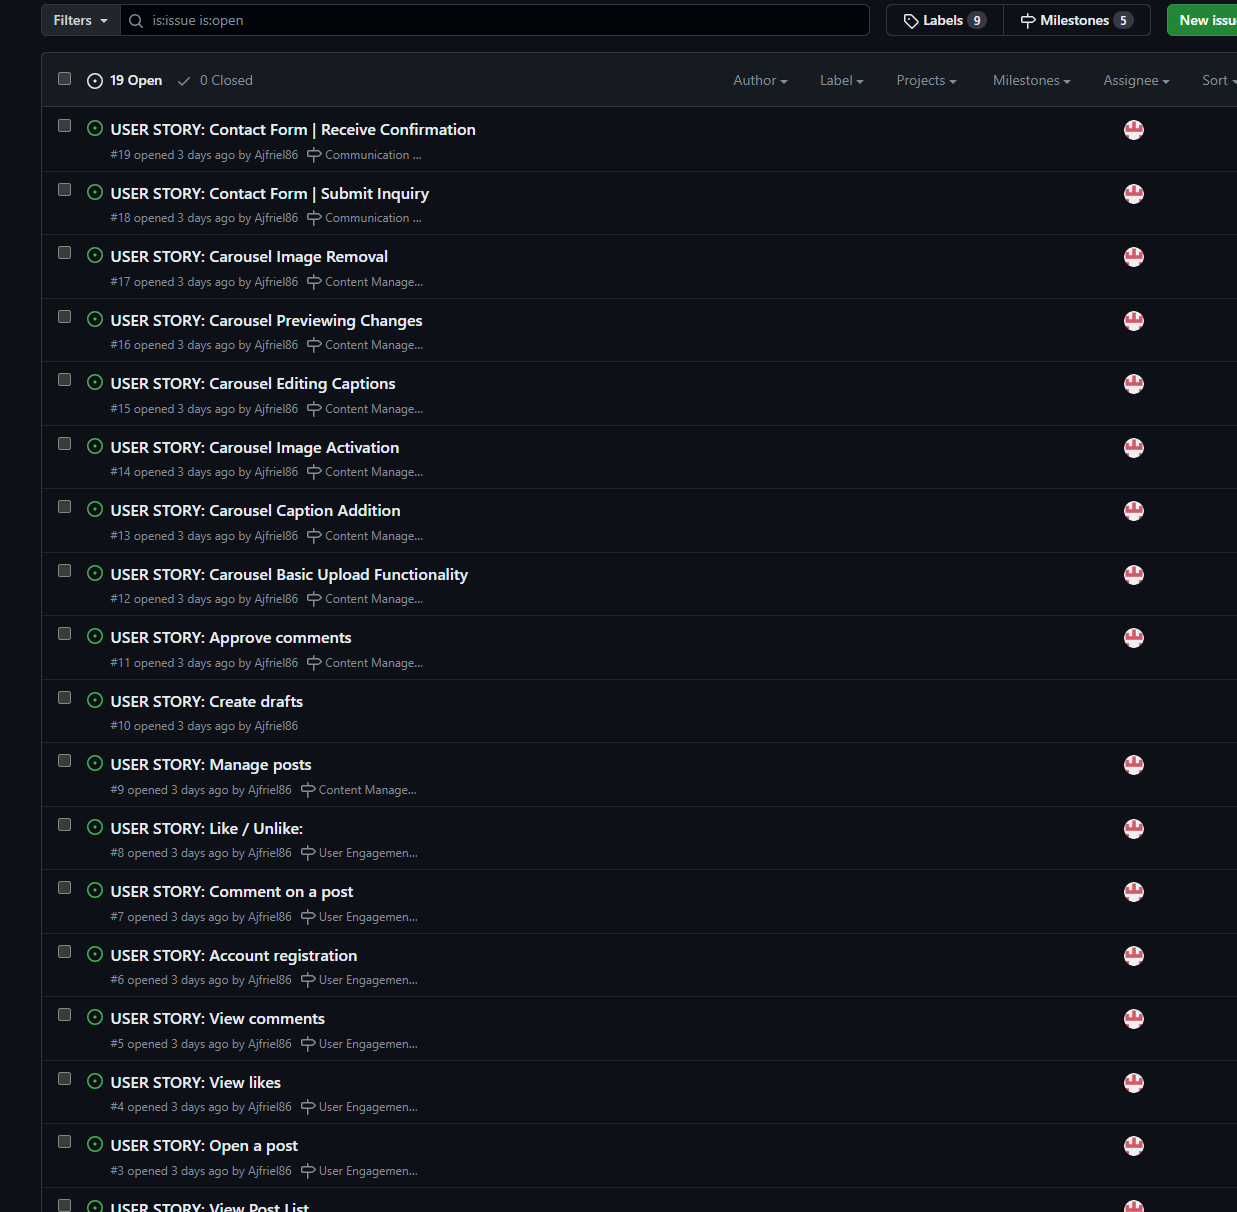 Filters is:issue is:open Labels 9 Milestones 5 New issu
19 Open 0 Closed Author Label Projects Milestones Assignee Sort
USER STORY: Contact Form | Receive Confirmation
#19 opened 3 days ago by Ajfriel86 Communication ...
USER STORY: Contact Form | Submit Inquiry
#18 opened 3 days ago by Ajfriel86 Communication ...
USER STORY: Carousel Image Removal
#17 opened 3 days ago by Ajfriel86 Content Manage...
USER STORY: Carousel Previewing Changes
#16 opened 3 days ago by Ajfriel86 Content Manage...
USER STORY: Carousel Editing Captions
#15 opened 3 days ago by Ajfriel86 Content Manage...
USER STORY: Carousel Image Activation
#14 opened 3 days ago by Ajfriel86 Content Manage...
USER STORY: Carousel Caption Addition
#13 opened 3 days ago by Ajfriel86 Content Manage...
USER STORY: Carousel Basic Upload Functionality
#12 opened 3 days ago by Ajfriel86 Content Manage...
USER STORY: Approve comments
#11 opened 3 days ago by Ajfriel86 Content Manage...
USER STORY: Create drafts
#10 opened 3 days ago by Ajfriel86
USER STORY: Manage posts
#9 opened 3 days ago by Ajfriel86 Content Manage...
USER STORY: Like / Unlike:
#8 opened 3 days ago by Ajfriel86 User Engagemen...
USER STORY: Comment on a post
#7 opened 3 days ago by Ajfriel86 User Engagemen...
USER STORY: Account registration
#6 opened 3 days ago by Ajfriel86 User Engagemen...
USER STORY: View comments
#5 opened 3 days ago by Ajfriel86 User Engagemen...
USER STORY: View likes
#4 opened 3 days ago by Ajfriel86 User Engagemen...
USER STORY: Open a post
#3 opened 3 days ago by Ajfriel86 User Engagemen...
USER STORY: View Post List